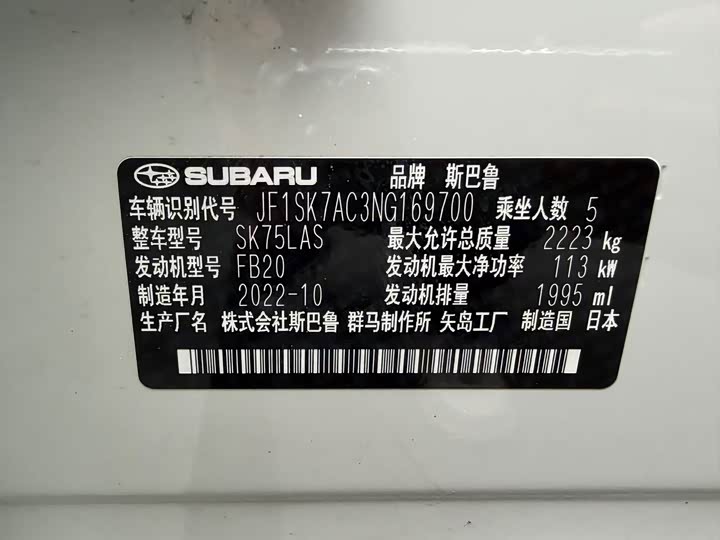 SUBARU 品牌 斯巴鲁
车辆识别代号 JF1SK7AC3NG169700 乘坐人数 5
整车型号 SK75LAS 最大允许总质量 2223 kg
发动机型号 FB20 发动机最大净功率 113 kW
制造年月 2022-10 发动机排量 1995 ml
生产厂名 株式会社斯巴鲁 群马制作所 矢岛工厂 制造国 日本